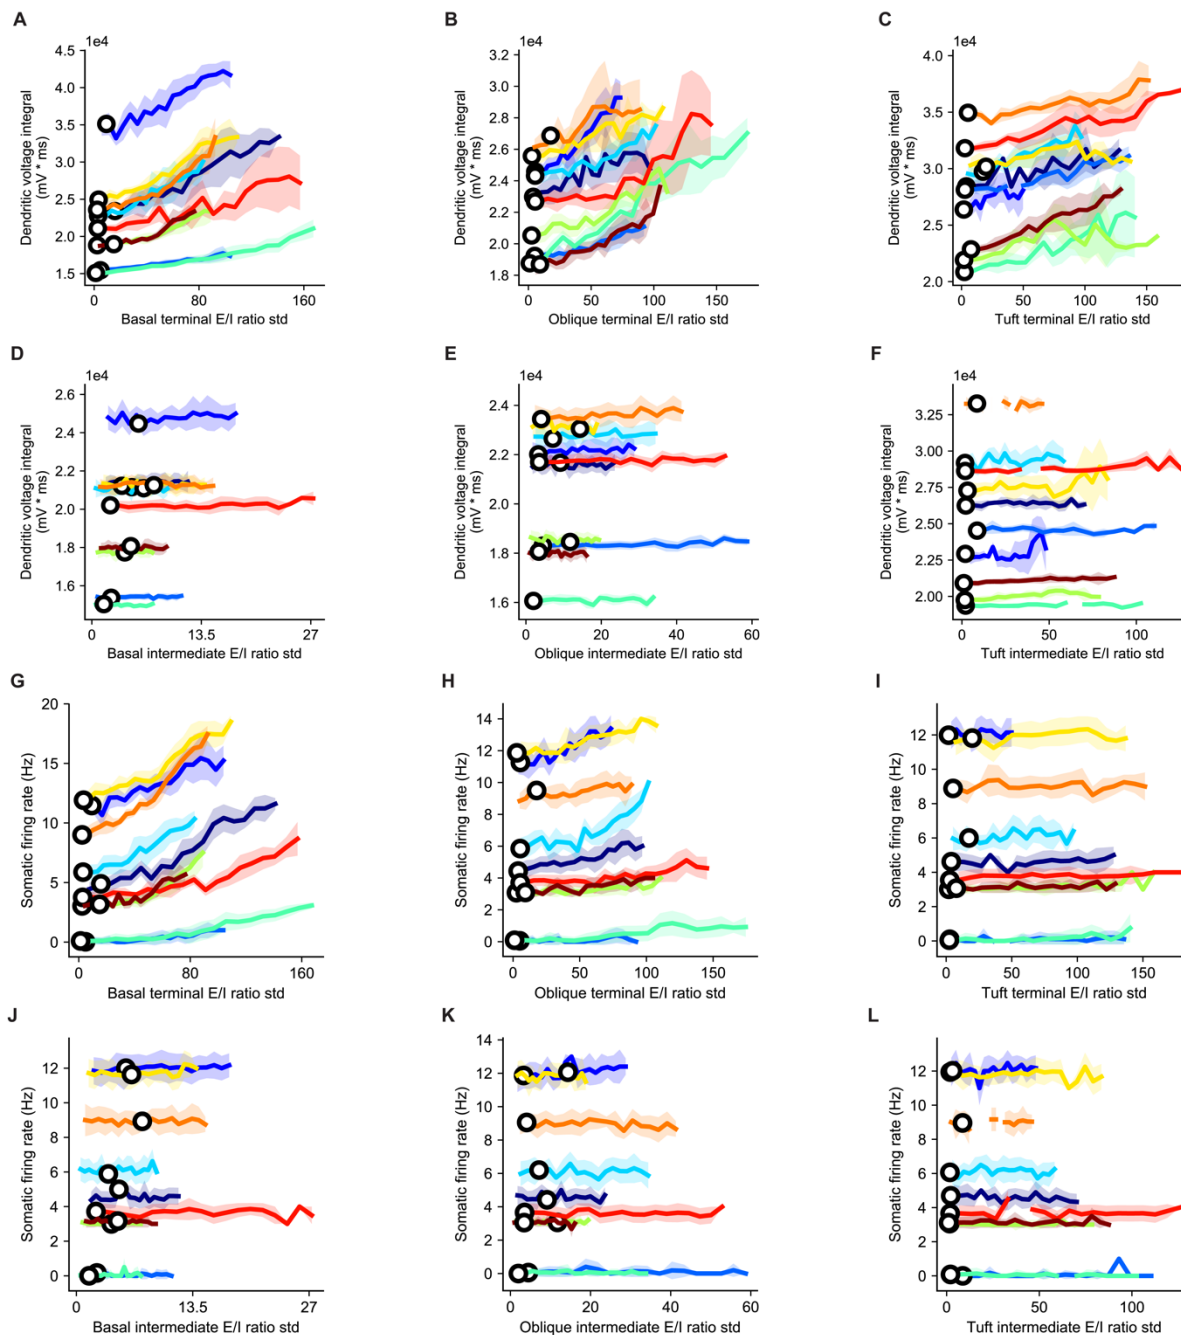 A
1e4
4.5
4.0
3.5
3.0
2.5
2.0
1.5
0 80 160
Dendritic voltage integral
(mV * ms)
Basal terminal E/I ratio std
B
1e4
3.0
2.8
2.6
2.4
2.2
2.0
1.8
0 50 100 150
Dendritic voltage integral
(mV * ms)
Oblique terminal E/I ratio std
C
1e4
4.0
3.5
3.0
2.5
2.0
0 50 100 150
Dendritic voltage integral
(mV * ms)
Tuft terminal E/I ratio std
D
1e4
2.6
2.4
2.2
2.0
1.8
1.6
0 13.5 27
Dendritic voltage integral
(mV * ms)
Basal intermediate E/I ratio std
E
1e4
2.4
2.2
2.0
1.8
1.6
0 20 40 60
Dendritic voltage integral
(mV * ms)
Oblique intermediate E/I ratio std
F
1e4
3.25
3.00
2.75
2.50
2.25
2.00
0 50 100
Dendritic voltage integral
(mV * ms)
Tuft intermediate E/I ratio std
G
20
15
10
5
0
0 80 160
Somatic firing rate (Hz)
Basal terminal E/I ratio std
H
14
12
10
8
6
4
2
0
0 50 100 150
Somatic firing rate (Hz)
Oblique terminal E/I ratio std
I
12
10
8
6
4
2
0
0 50 100 150
Somatic firing rate (Hz)
Tuft terminal E/I ratio std
J
12
10
8
6
4
2
0
0 13.5 27
Somatic firing rate (Hz)
Basal intermediate E/I ratio std
K
14
12
10
8
6
4
2
0
0 20 40 60
Somatic firing rate (Hz)
Oblique intermediate E/I ratio std
L
12
10
8
6
4
2
0
0 50 100
Somatic firing rate (Hz)
Tuft intermediate E/I ratio std